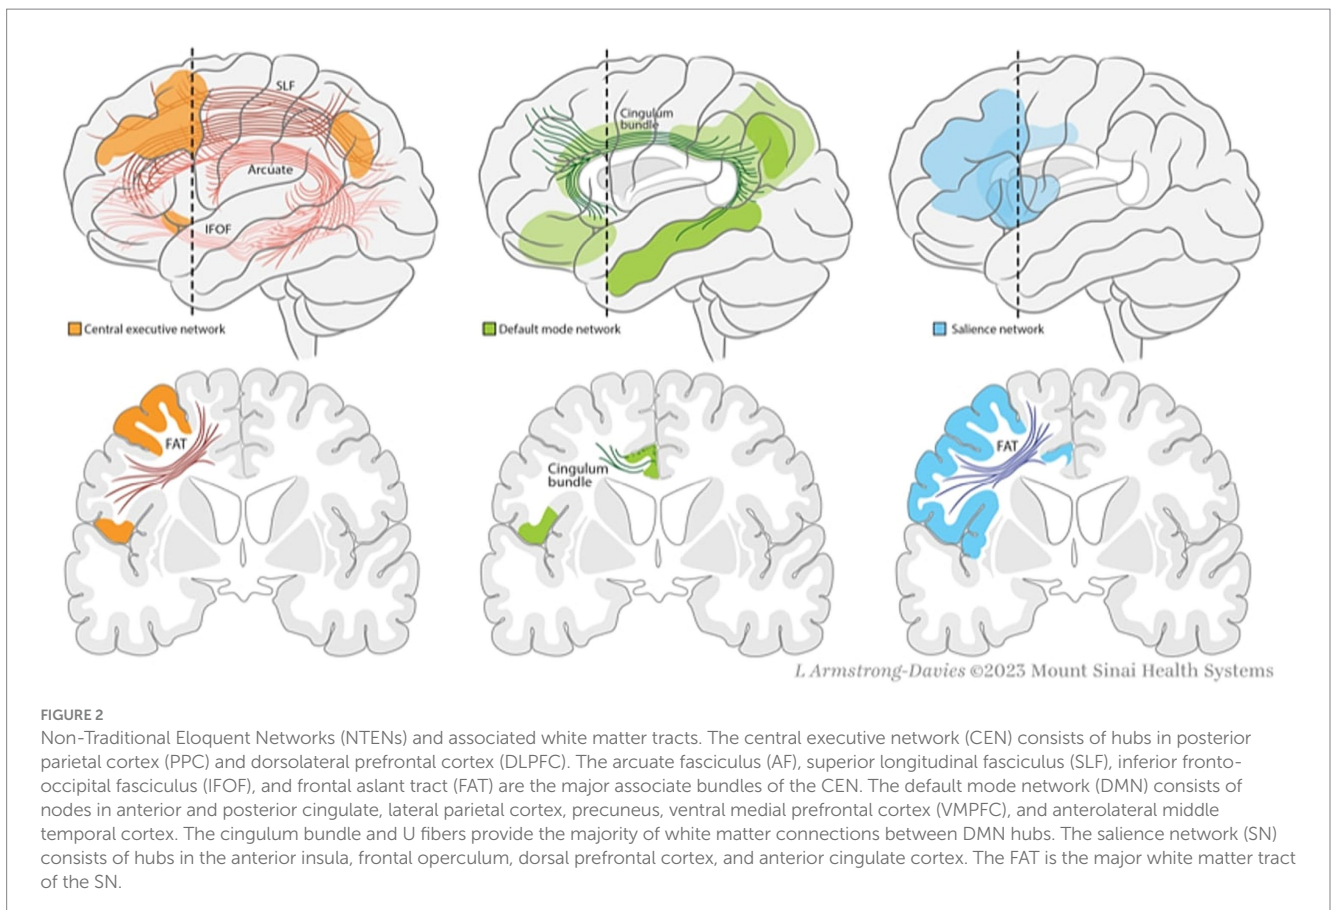 SLF
Arcuate
IFOF
Central executive network
Cingulum
bundle
Default mode network
Salience network
FAT
Cingulum
bundle
FAT
L Armstrong-Davies ©2023 Mount Sinai Health Systems
FIGURE 2
Non-Traditional Eloquent Networks (NTENs) and associated white matter tracts. The central executive network (CEN) consists of hubs in posterior
parietal cortex (PPC) and dorsolateral prefrontal cortex (DLPFC). The arcuate fasciculus (AF), superior longitudinal fasciculus (SLF), inferior fronto-
occipital fasciculus (IFOF), and frontal aslant tract (FAT) are the major associate bundles of the CEN. The default mode network (DMN) consists of
nodes in anterior and posterior cingulate, lateral parietal cortex, precuneus, ventral medial prefrontal cortex (VMPFC), and anterolateral middle
temporal cortex. The cingulum bundle and U fibers provide the majority of white matter connections between DMN hubs. The salience network (SN)
consists of hubs in the anterior insula, frontal operculum, dorsal prefrontal cortex, and anterior cingulate cortex. The FAT is the major white matter tract
of the SN.